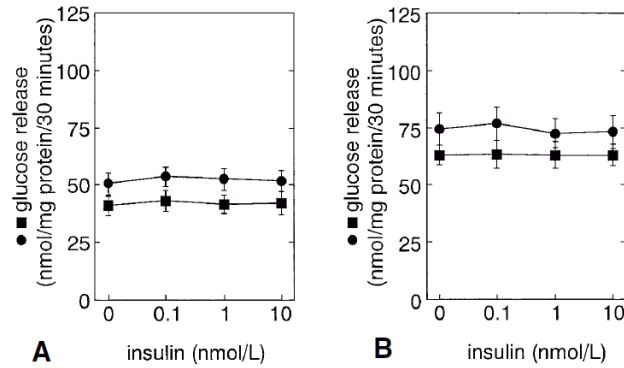 125
100
75
50
25
0
● ■ glucose release
(nmol/mg protein/30 minutes)
0 0.1 1 10
A
insulin (nmol/L)
125
100
75
50
25
0
● ■ glucose release
(nmol/mg protein/30 minutes)
0 0.1 1 10
B
insulin (nmol/L)